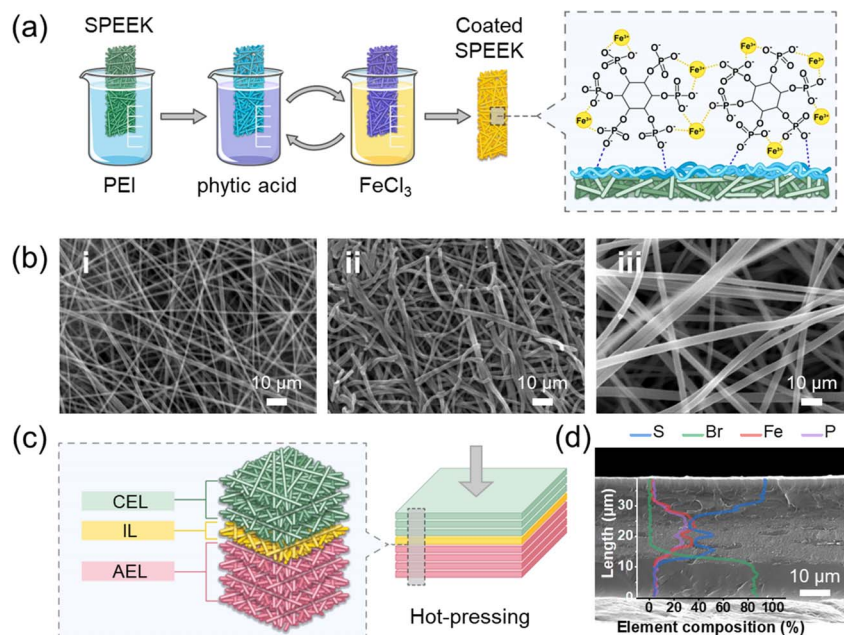 (a)
SPEEK
Coated
SPEEK
PEI
phytic acid
FeCl₃
(b)
i
ii
iii
10 μm
10 μm
10 μm
(c)
CEL
IL
AEL
Hot-pressing
(d)
S Br Fe P
Length (μm)
30
20
10
0
10 μm
0 20 40 60 80 100
Element composition (%)